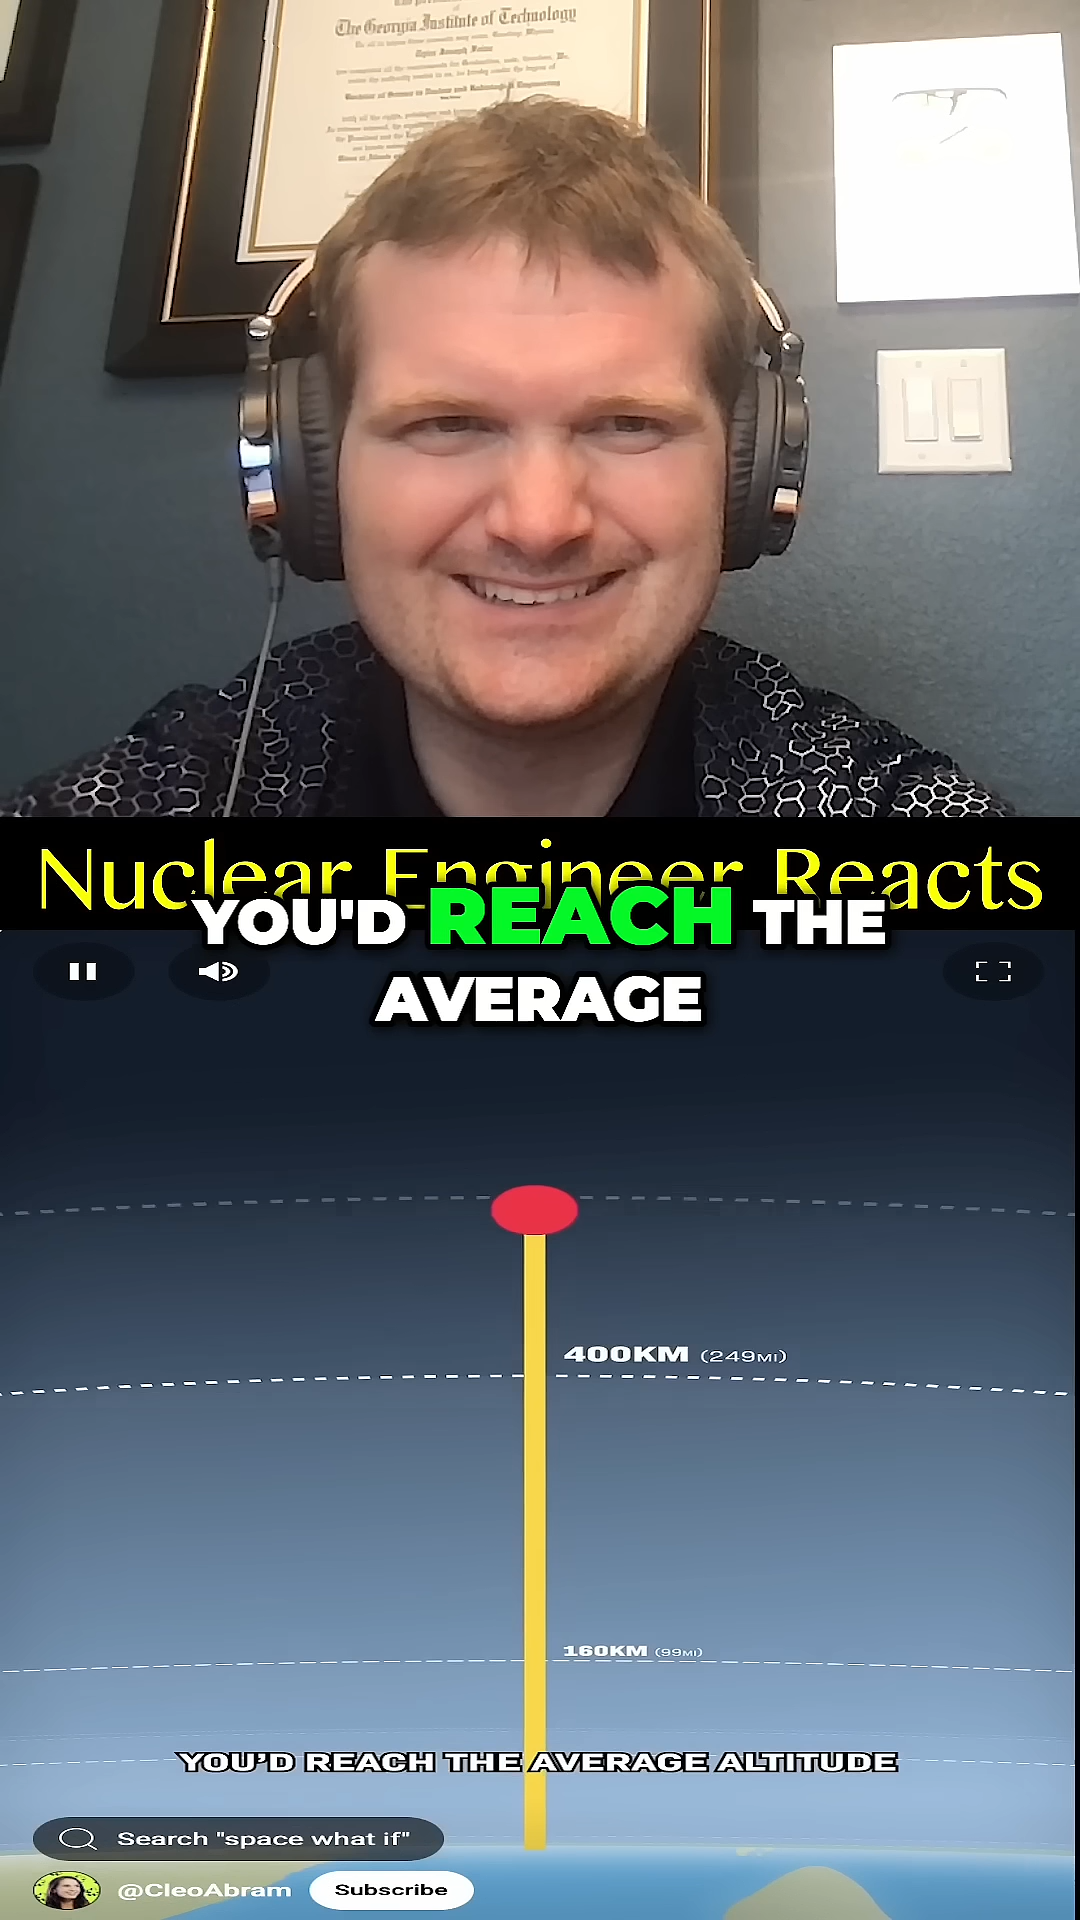 The Georgia Institute of Technology
Nuclear Engineer Reacts
YOU'D REACH THE
AVERAGE
400KM (249MI)
160KM (99MI)
YOU'D REACH THE AVERAGE ALTITUDE
Search "space what if"
@CleoAbram
Subscribe